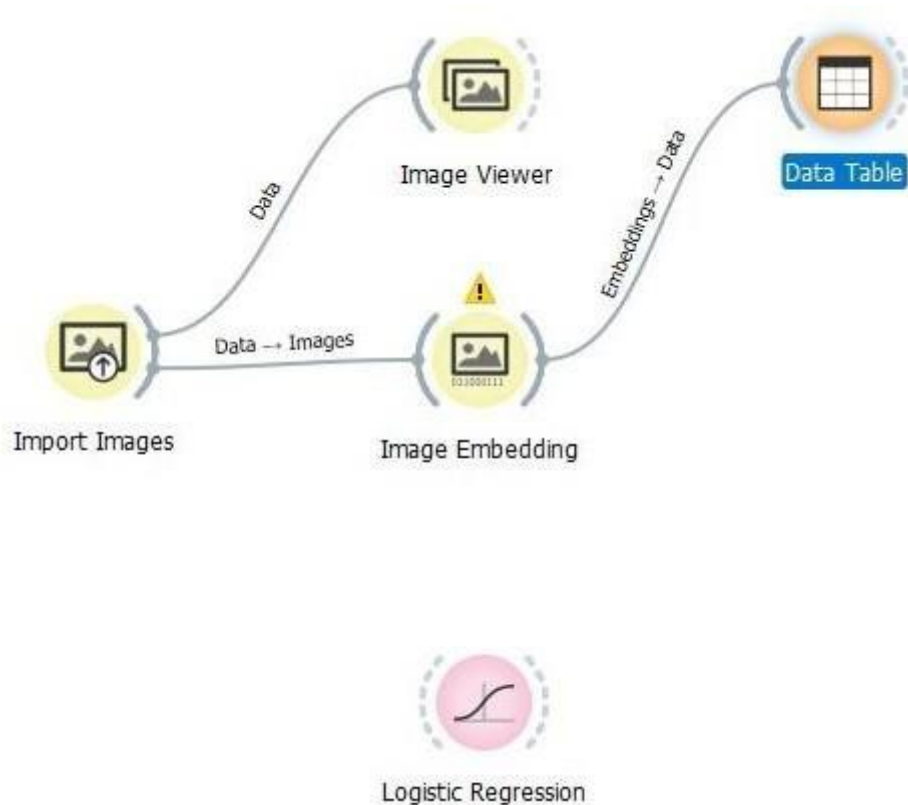 Image Viewer
Data Table
Data
Embeddings → Data
Data → Images
Import Images
Image Embedding
Logistic Regression